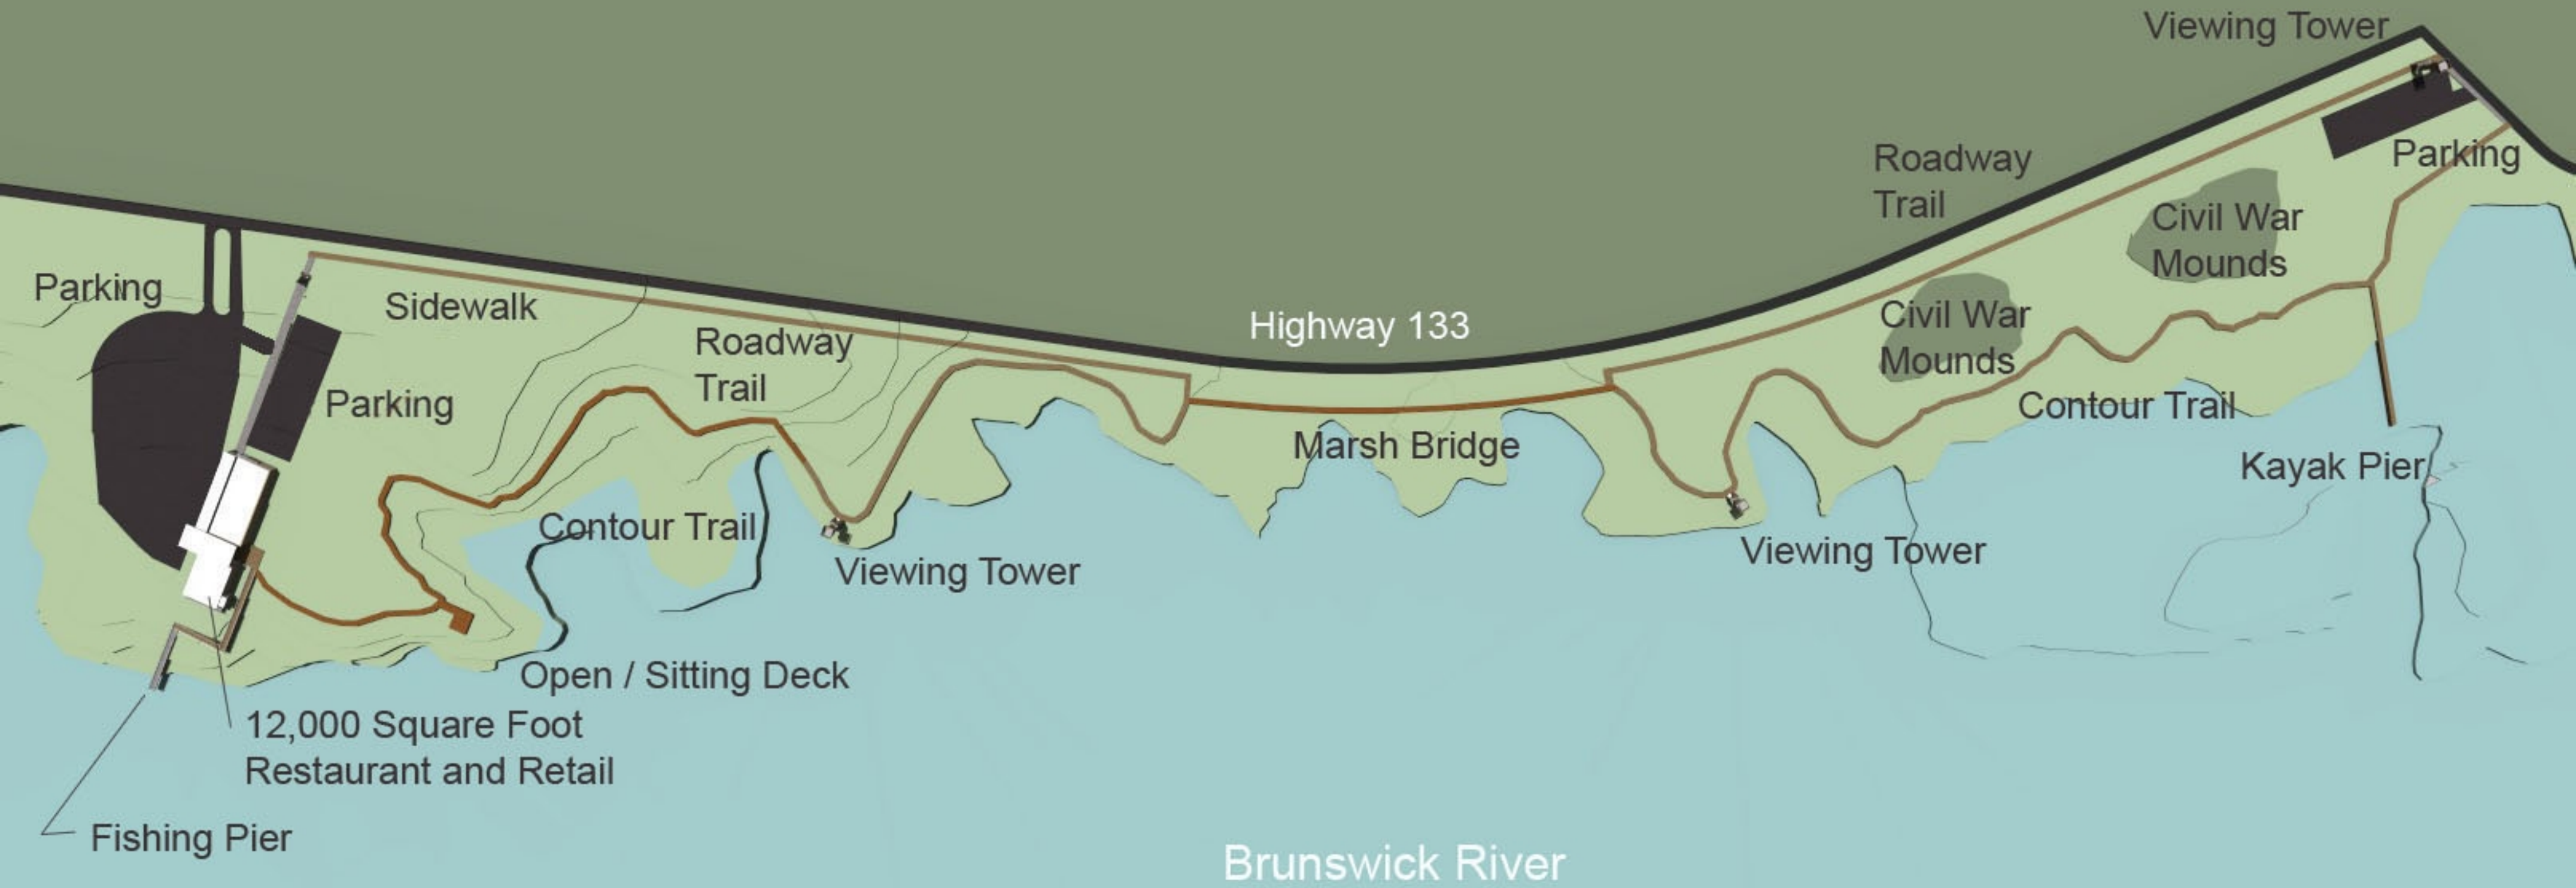 Viewing Tower
Roadway
Trail
Parking
Civil War
Mounds
Parking
Sidewalk
Highway 133
Civil War
Mounds
Roadway
Trail
Parking
Contour Trail
Marsh Bridge
Kayak Pier
Contour Trail
Viewing Tower
Viewing Tower
Open / Sitting Deck
12,000 Square Foot
Restaurant and Retail
Fishing Pier
Brunswick River